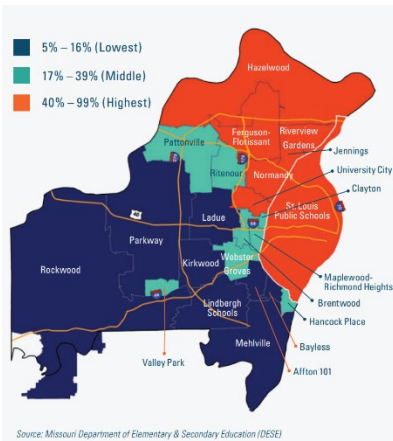 5% – 16% (Lowest)
17% – 39% (Middle)
40% – 99% (Highest)
Hazelwood
Ferguson-
Florissant
Riverview
Gardens
Jennings
Pattonville
Ritenour
Normandy
University City
Clayton
St. Louis
Public Schools
Ladue
Parkway
Rockwood
Kirkwood
Webster
Groves
Maplewood-
Richmond Heights
Brentwood
Hancock Place
Lindbergh
Schools
Mehlville
Bayless
Valley Park
Affton 101
Source: Missouri Department of Elementary & Secondary Education (DESE)